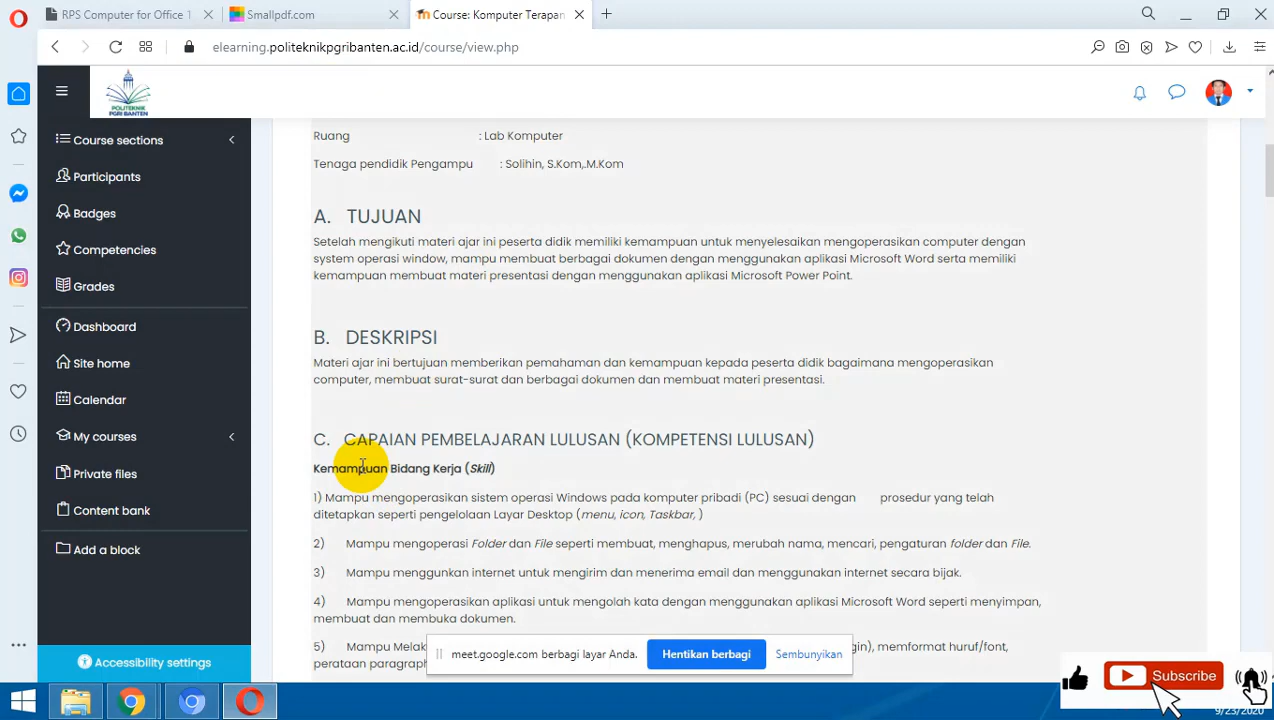 RPS Computer for Office 1
Smallpdf.com
Course: Komputer Terapan
elearning.politeknikpgribanten.ac.id/course/view.php
POLITEKNIK
PGRI BANTEN
Course sections
Participants
Badges
Competencies
Grades
Dashboard
Site home
Calendar
My courses
Private files
Content bank
Add a block
Accessibility settings
Ruang : Lab Komputer
Tenaga pendidik Pengampu : Solihin, S.Kom,.M.Kom
A. TUJUAN
Setelah mengikuti materi ajar ini peserta didik memiliki kemampuan untuk menyelesaikan mengoperasikan computer dengan
system operasi window, mampu membuat berbagai dokumen dengan menggunakan aplikasi Microsoft Word serta memiliki
kemampuan membuat materi presentasi dengan menggunakan aplikasi Microsoft Power Point.
B. DESKRIPSI
Materi ajar ini bertujuan memberikan pemahaman dan kemampuan kepada peserta didik bagaimana mengoperasikan
computer, membuat surat-surat dan berbagai dokumen dan membuat materi presentasi.
C. CAPAIAN PEMBELAJARAN LULUSAN (KOMPETENSI LULUSAN)
Kemampuan Bidang Kerja (Skill)
1) Mampu mengoperasikan sistem operasi Windows pada komputer pribadi (PC) sesuai dengan prosedur yang telah
ditetapkan seperti pengelolaan Layar Desktop (menu, icon, Taskbar, )
2) Mampu mengoperasi Folder dan File seperti membuat, menghapus, merubah nama, mencari, pengaturan folder dan File.
3) Mampu menggunkan internet untuk mengirim dan menerima email dan menggunakan internet secara bijak.
4) Mampu mengoperasikan aplikasi untuk mengolah kata dengan menggunakan aplikasi Microsoft Word seperti menyimpan,
membuat dan membuka dokumen.
5) Mampu Melak gin), memformat huruf/font,
perataan paragraph
meet.google.com berbagi layar Anda.
Hentikan berbagi
Sembunyikan
Subscribe
9/23/2020